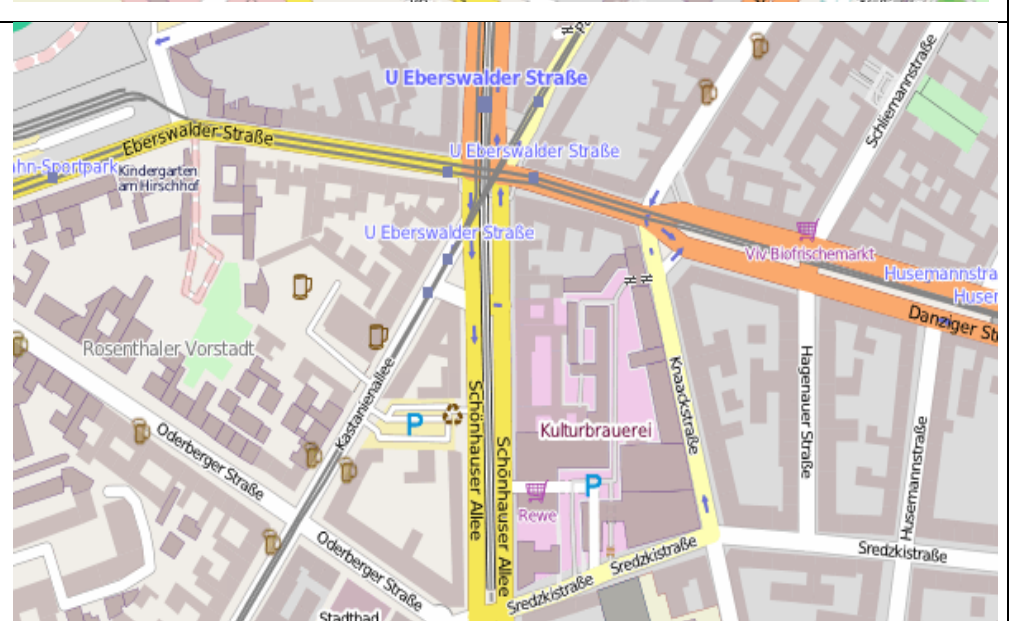 U Eberswalder Straße
Schliemannstraße
Eberswalder Straße
U Eberswalder Straße
ahn-Sportpark
Kindergarten
am Hirschhof
U Eberswalder Straße
Viv Biofrischemarkt
Husemannstra
Husem
Danziger St
Rosenthaler Vorstadt
Kastanienallee
Knaackstraße
Hagenauer Straße
Husemannstraße
Schönhauser Allee
Schönhauser Allee
P
Kulturbrauerei
Oderberger Straße
P
Rewe
Oderberger Straße
Sredzkistraße
Sredzkistraße
Sredzkistraße
Stadtbad